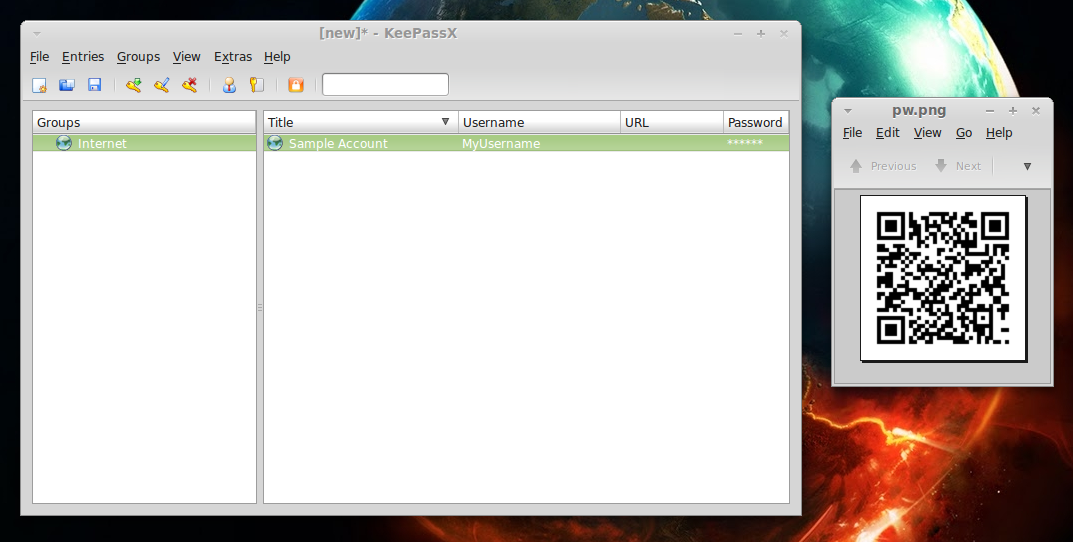 [new]* - KeePassX
File Entries Groups View Extras Help
Groups
Internet
Title Username URL Password
Sample Account MyUsername ******
pw.png
File Edit View Go Help
Previous Next